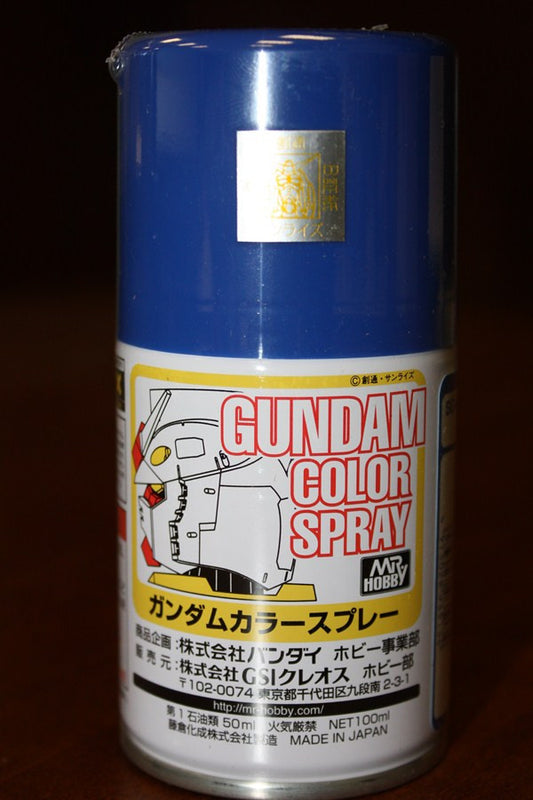 ©創通・サンライズ
GUNDAM
COLOR
SPRAY
MR
HOBBY
ガンダムカラースプレー
商品企画:株式会社バンダイ ホビー事業部
販売元:株式会社GSIクレオス ホビー部
〒102-0074 東京都千代田区九段南2-3-1
http://mr-hobby.com/
第1石油類 50ml 火気厳禁 NET100ml
藤倉化成株式会社製造 MADE IN JAPAN